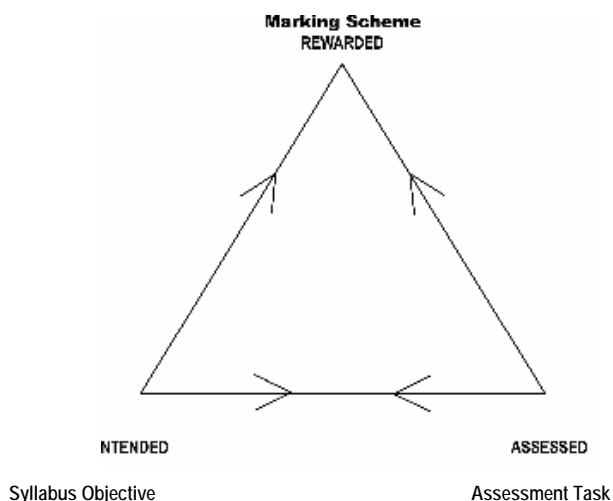 Marking Scheme
REWARDED
NTENDED ASSESSED
Syllabus Objective Assessment Task